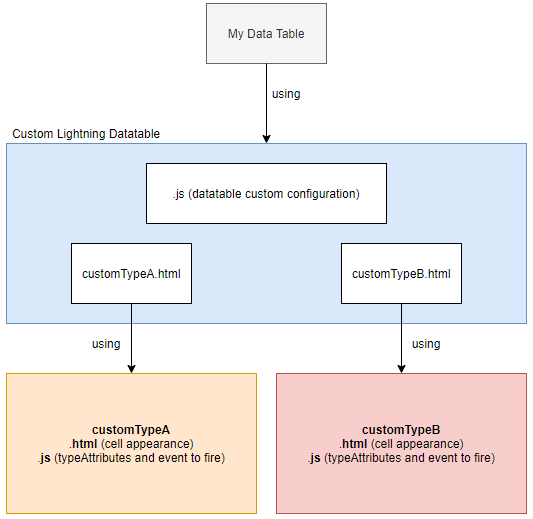 My Data Table
using
Custom Lightning Datatable
.js (datatable custom configuration)
customTypeA.html
customTypeB.html
using
using
customTypeA
.html (cell appearance)
.js (typeAttributes and event to fire)
customTypeB
.html (cell appearance)
.js (typeAttributes and event to fire)